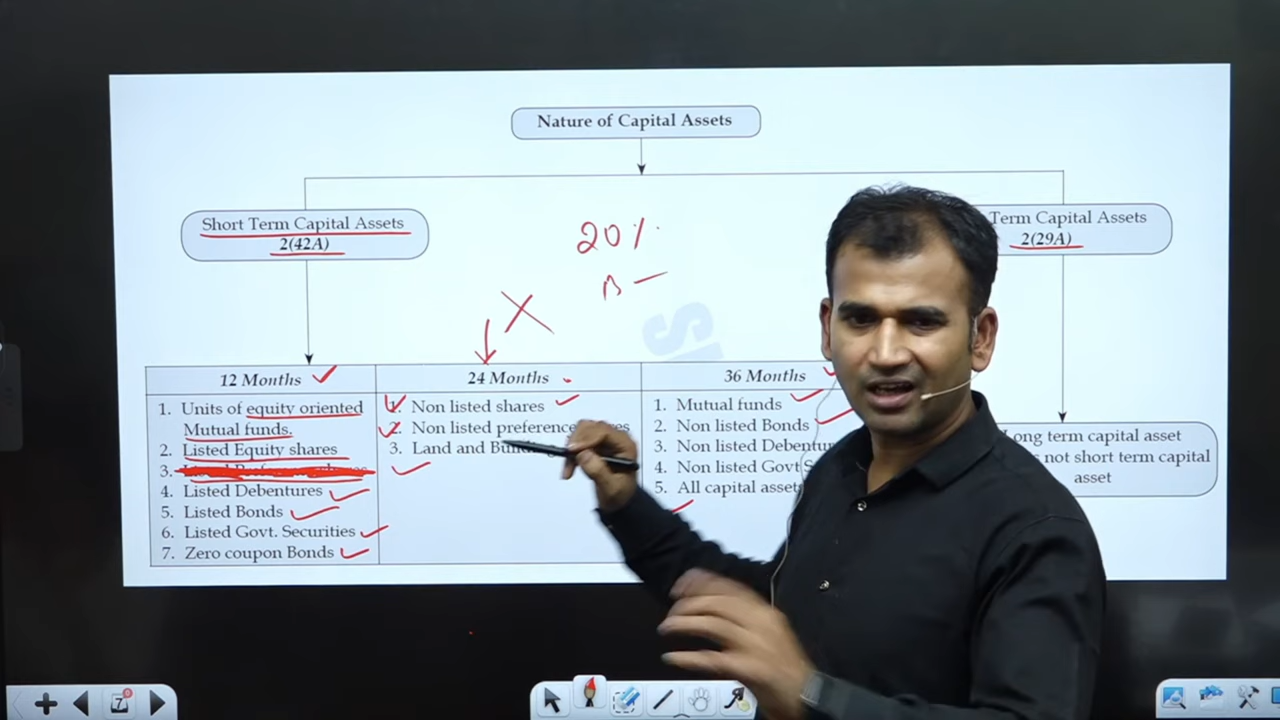 Nature of Capital Assets
Short Term Capital Assets
2(42A)
Term Capital Assets
2(29A)
20%
12 Months
1. Units of equity oriented
Mutual funds.
2. Listed Equity shares
3.
4. Listed Debentures
5. Listed Bonds
6. Listed Govt. Securities
7. Zero coupon Bonds
24 Months
1. Non listed shares
2. Non listed preference
3. Land and
36 Months
1. Mutual funds
2. Non listed Bonds
3. Non listed
4. Non listed Govt
5. All capital
Long term capital asset
not short term capital
asset
7